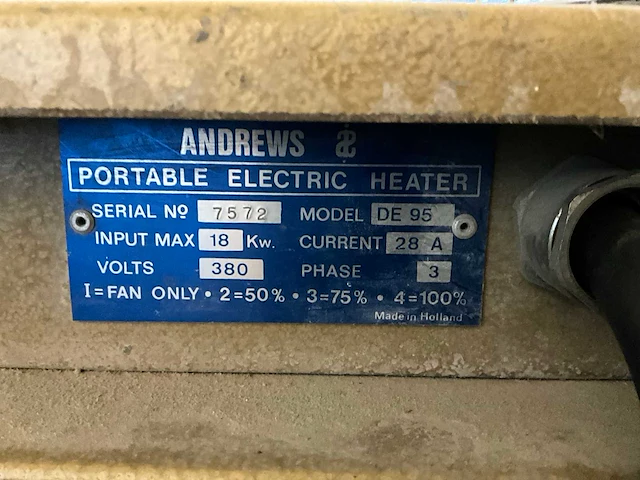 ANDREWS
PORTABLE ELECTRIC HEATER
SERIAL Nº 7572 MODEL DE 95
INPUT MAX 18 Kw. CURRENT 28 A
VOLTS 380 PHASE 3
I=FAN ONLY • 2=50% • 3=75% • 4=100%
Made in Holland